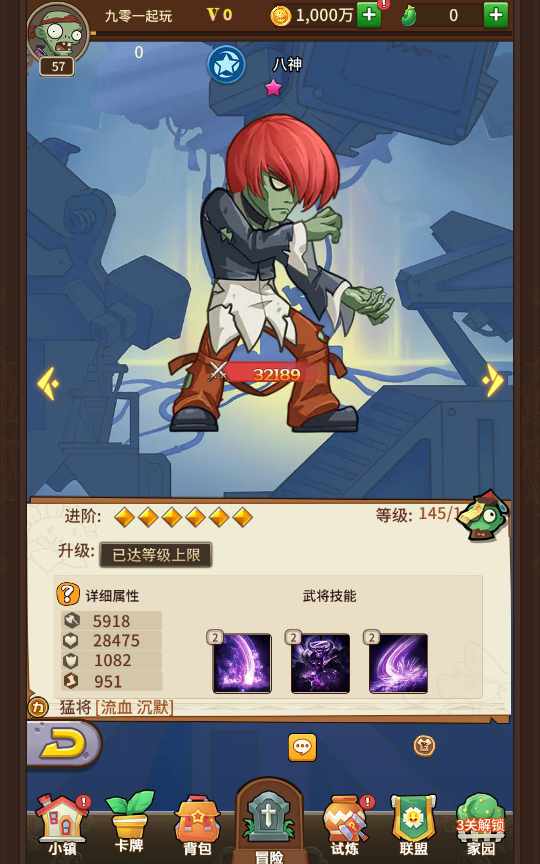 九零一起玩
V 0
1,000万
0
57
0
八神
32189
进阶:
等级: 145/1
升级:
已达等级上限
详细属性
武将技能
5918
28475
1082
951
2
2
2
力 猛将 [流血 沉默]
小镇
卡牌
背包
冒险
试炼
联盟
3关解锁
家园